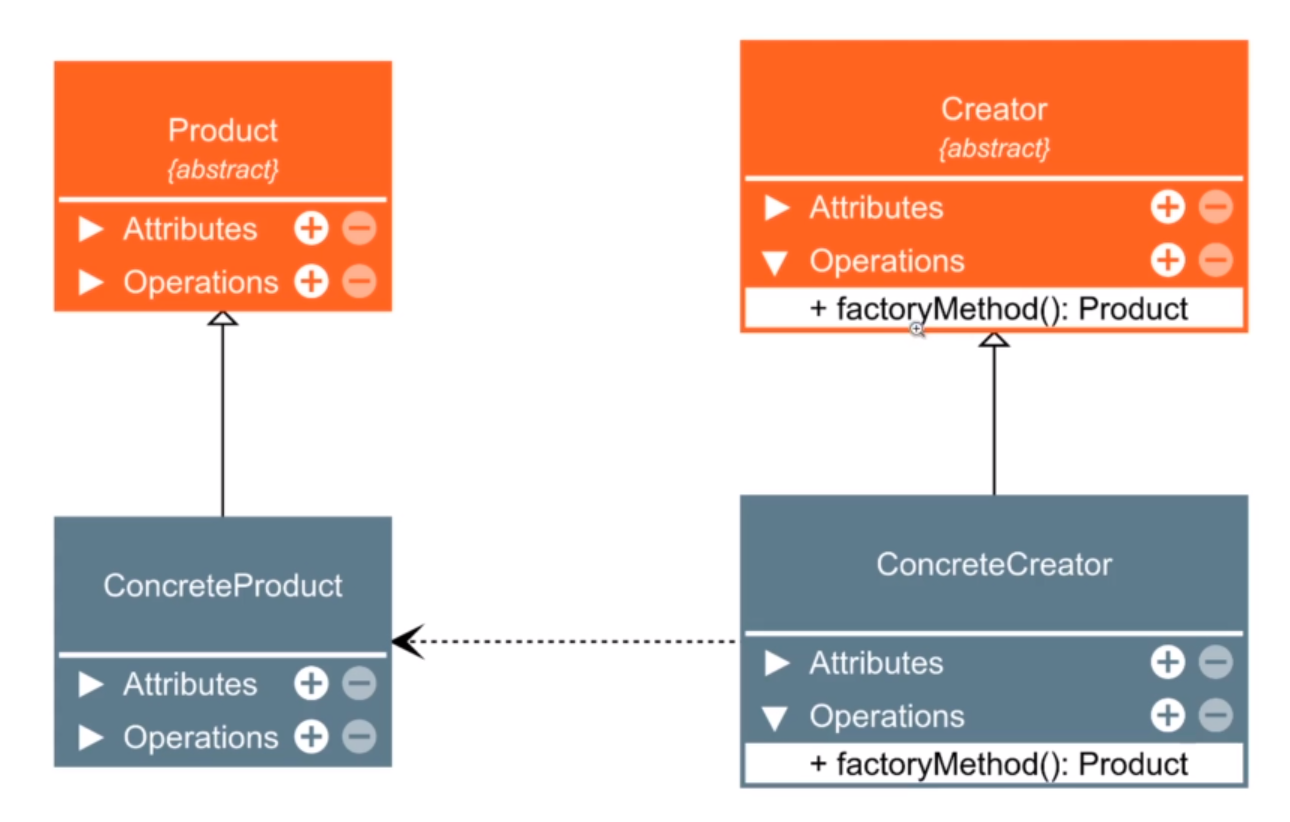 Product
{abstract}
Attributes
Operations
Creator
{abstract}
Attributes
Operations
+ factoryMethod(): Product
ConcreteProduct
Attributes
Operations
ConcreteCreator
Attributes
Operations
+ factoryMethod(): Product